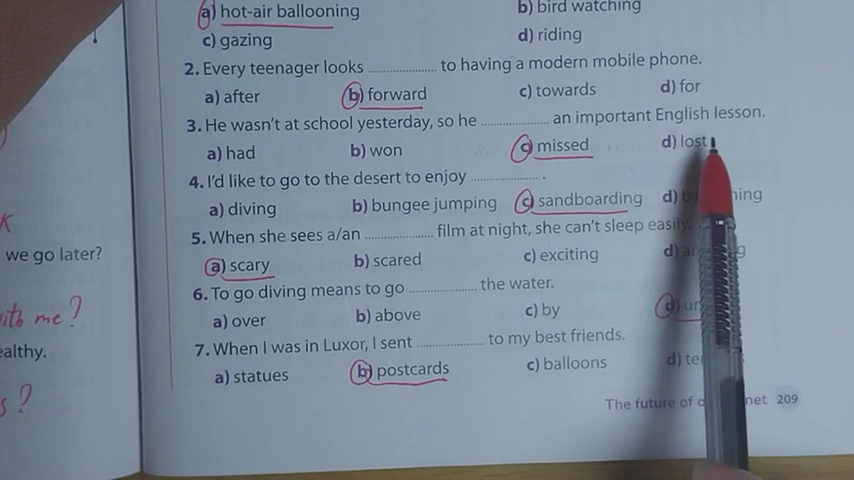 a) hot-air ballooning b) bird watching
c) gazing d) riding
2. Every teenager looks .................... to having a modern mobile phone.
a) after b) forward c) towards d) for
3. He wasn't at school yesterday, so he .................... an important English lesson.
a) had b) won c) missed d) lost
4. I'd like to go to the desert to enjoy .................... .
a) diving b) bungee jumping c) sandboarding d)
5. When she sees a/an .................... film at night, she can't sleep easily.
a) scary b) scared c) exciting d)
6. To go diving means to go .................... the water.
a) over b) above c) by d)
7. When I was in Luxor, I sent .................... to my best friends.
a) statues b) postcards c) balloons d)
The future of 209
we go later?
with me?
ealthy.
s?